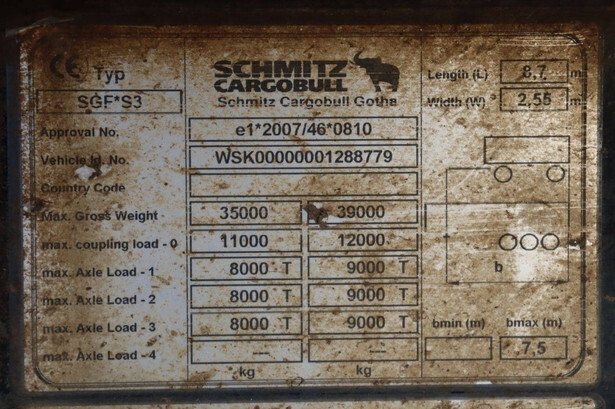 CE Typ
SGF*S3
SCHMITZ
CARGOBULL
Schmitz Cargobull Gotha
Length (L) 8,7 m
Width (W) 2,55 m
Approval No. e1*2007/46*0810
Vehicle Id. No. WSK00000001288779
Country Code
Max. Gross Weight 35000 39000
max. coupling load - 0 11000 12000
max. Axle Load - 1 8000 T 9000 T
max. Axle Load - 2 8000 T 9000 T
max. Axle Load - 3 8000 T 9000 T
max. Axle Load - 4 --- ---
kg kg
b
bmin (m) bmax (m)
7,5